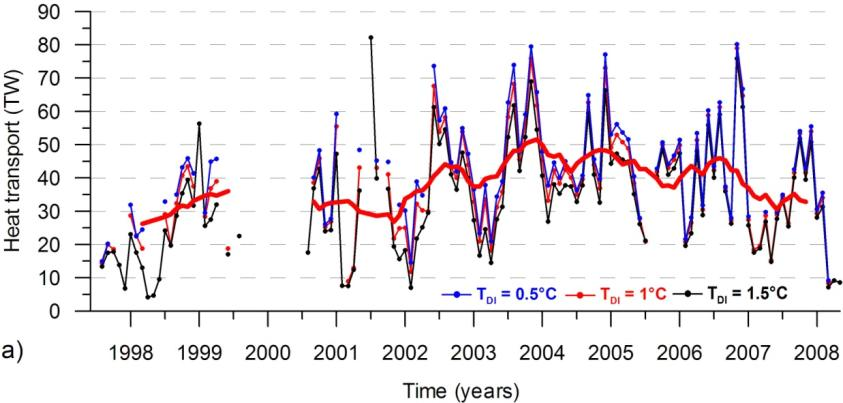 90
80
70
60
50
40
30
20
10
0
Heat transport (TW)
T_DI = 0.5°C T_DI = 1°C T_DI = 1.5°C
1998 1999 2000 2001 2002 2003 2004 2005 2006 2007 2008
a)
Time (years)